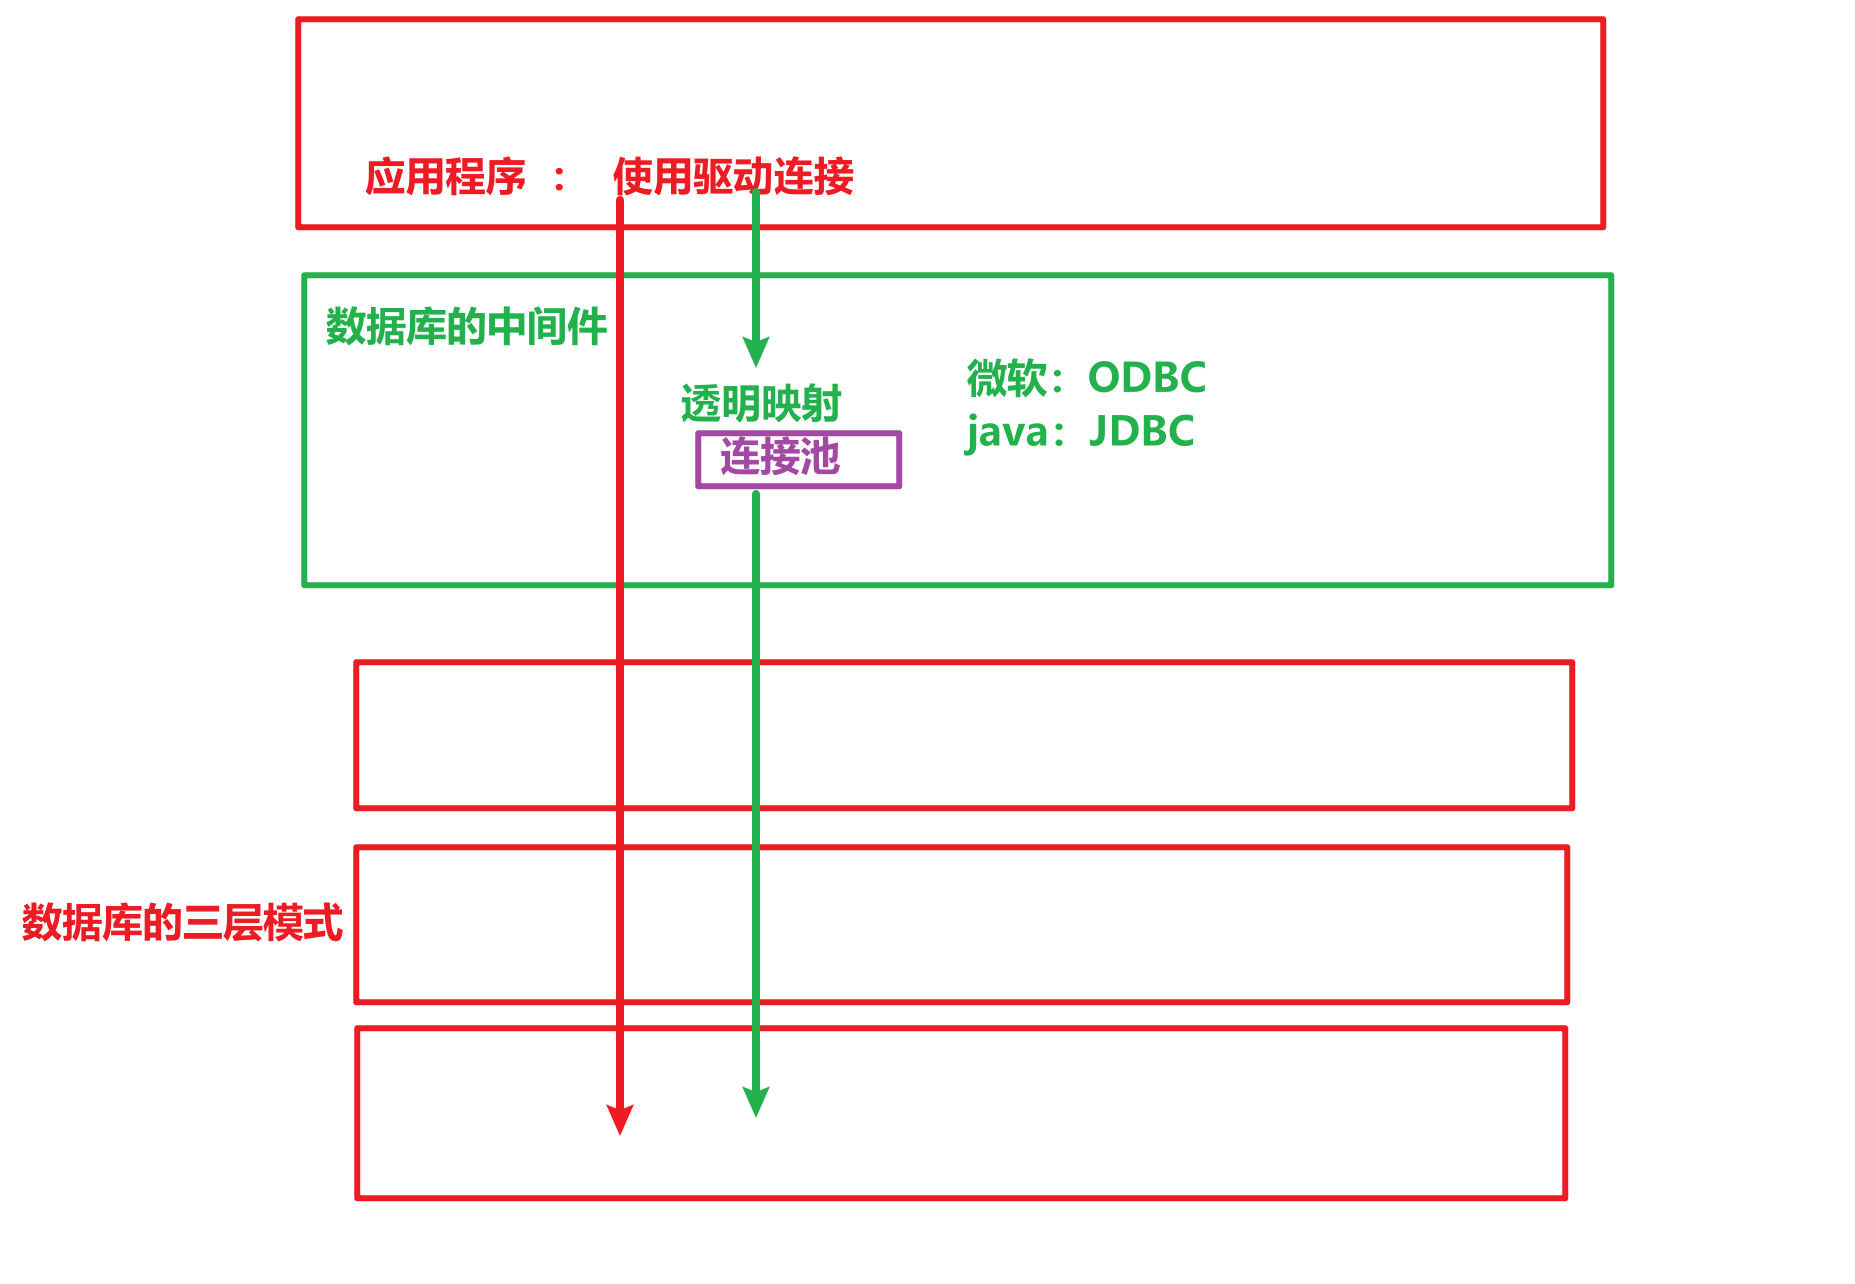 应用程序 ： 使用驱动连接
数据库的中间件
透明映射
连接池
微软：ODBC
java：JDBC
数据库的三层模式